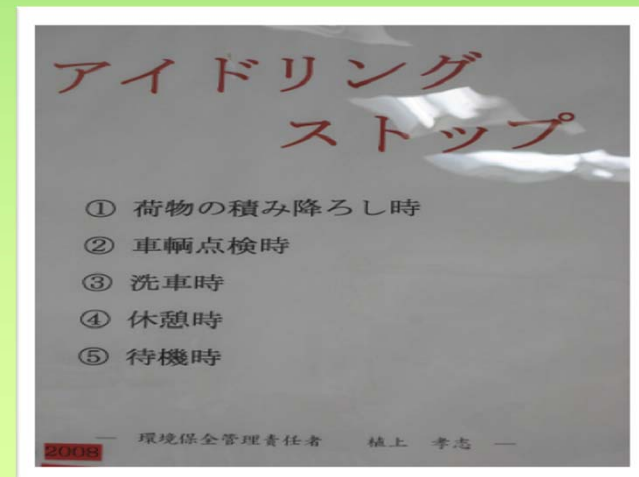 アイドリング
ストップ
① 荷物の積み降ろし時
② 車輌点検時
③ 洗車時
④ 休憩時
⑤ 待機時
― 環境保全管理責任者 植上 孝志 ―
2008